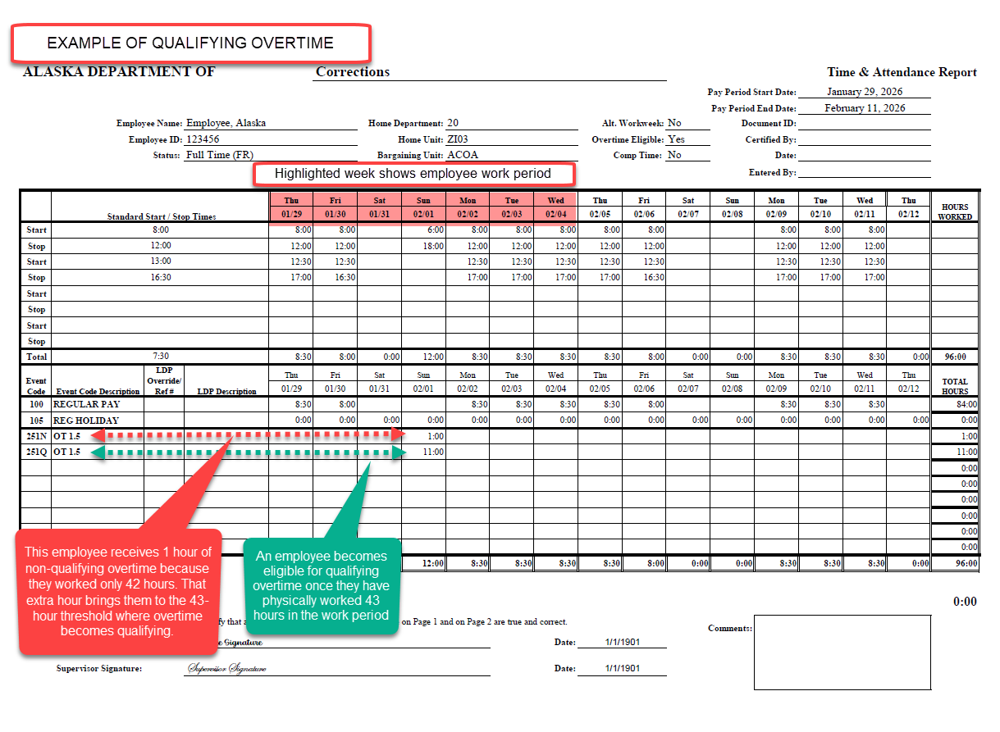 EXAMPLE OF QUALIFYING OVERTIME
ALASKA DEPARTMENT OF Corrections Time & Attendance Report
Pay Period Start Date: January 29, 2026
Pay Period End Date: February 11, 2026
Employee Name: Employee, Alaska Home Department: 20 Alt. Workweek: No Document ID:
Employee ID: 123456 Home Unit: ZI03 Overtime Eligible: Yes Certified By:
Status: Full Time (FR) Bargaining Unit: ACOA Comp Time: No Date:
Entered By:
Highlighted week shows employee work period
Thu Fri Sat Sun Mon Tue Wed Thu Fri Sat Sun Mon Tue Wed Thu HOURS
Standard Start / Stop Times 01/29 01/30 01/31 02/01 02/02 02/03 02/04 02/05 02/06 02/07 02/08 02/09 02/10 02/11 02/12 WORKED
Start 8:00 8:00 8:00 6:00 8:00 8:00 8:00 8:00 8:00 8:00 8:00 8:00
Stop 12:00 12:00 12:00 18:00 12:00 12:00 12:00 12:00 12:00 12:00 12:00 12:00
Start 13:00 12:30 12:30 12:30 12:30 12:30 12:30 12:30 12:30 12:30 12:30
Stop 16:30 17:00 16:30 17:00 17:00 17:00 17:00 16:30 17:00 17:00 17:00
Start
Stop
Start
Stop
Total 7:30 8:30 8:00 0:00 12:00 8:30 8:30 8:30 8:30 8:00 0:00 0:00 8:30 8:30 8:30 0:00 96:00
Event Code Event Code Description LDP Override/ Ref # LDP Description Thu Fri Sat Sun Mon Tue Wed Thu Fri Sat Sun Mon Tue Wed Thu TOTAL HOURS
01/29 01/30 01/31 02/01 02/02 02/03 02/04 02/05 02/06 02/07 02/08 02/09 02/10 02/11 02/12
100 REGULAR PAY 8:30 8:00 8:30 8:30 8:30 8:30 8:00 8:30 8:30 8:30 84:00
105 REG HOLIDAY 0:00 0:00 0:00 0:00 0:00 0:00 0:00 0:00 0:00 0:00 0:00 0:00 0:00 0:00 0:00 0:00
251N OT 1.5 1:00 1:00
251Q OT 1.5 11:00 11:00
0:00
0:00
0:00
0:00
0:00
0:00
12:00 8:30 8:30 8:30 8:30 8:00 0:00 0:00 8:30 8:30 8:30 0:00 96:00
This employee receives 1 hour of
non-qualifying overtime because
they worked only 42 hours. That
extra hour brings them to the 43-
hour threshold where overtime
becomes qualifying.
An employee becomes
eligible for qualifying
overtime once they have
physically worked 43
hours in the work period
0:00
on Page 1 and on Page 2 are true and correct.
Comments:
Signature Date: 1/1/1901
Supervisor Signature: Supervisor Signature Date: 1/1/1901